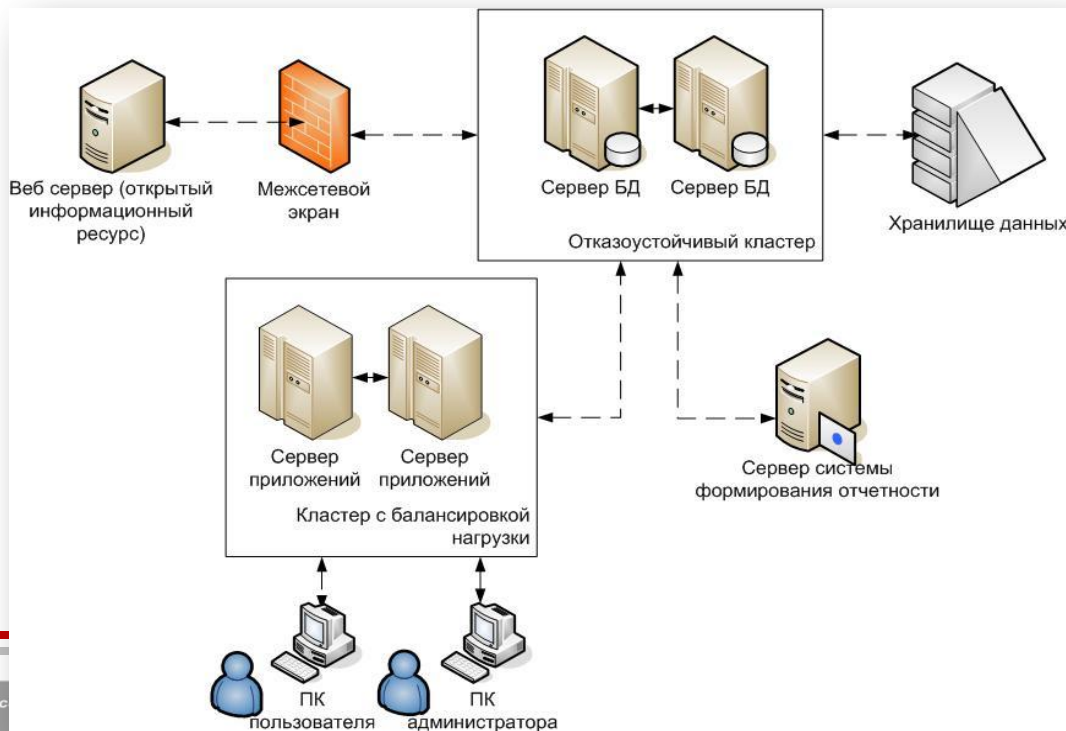 Веб сервер (открытый
информационный
ресурс)
Межсетевой
экран
Сервер БД
Сервер БД
Отказоустойчивый кластер
Хранилище данных
Сервер
приложений
Сервер
приложений
Кластер с балансировкой
нагрузки
Сервер системы
формирования отчетности
ПК
пользователя
ПК
администратора